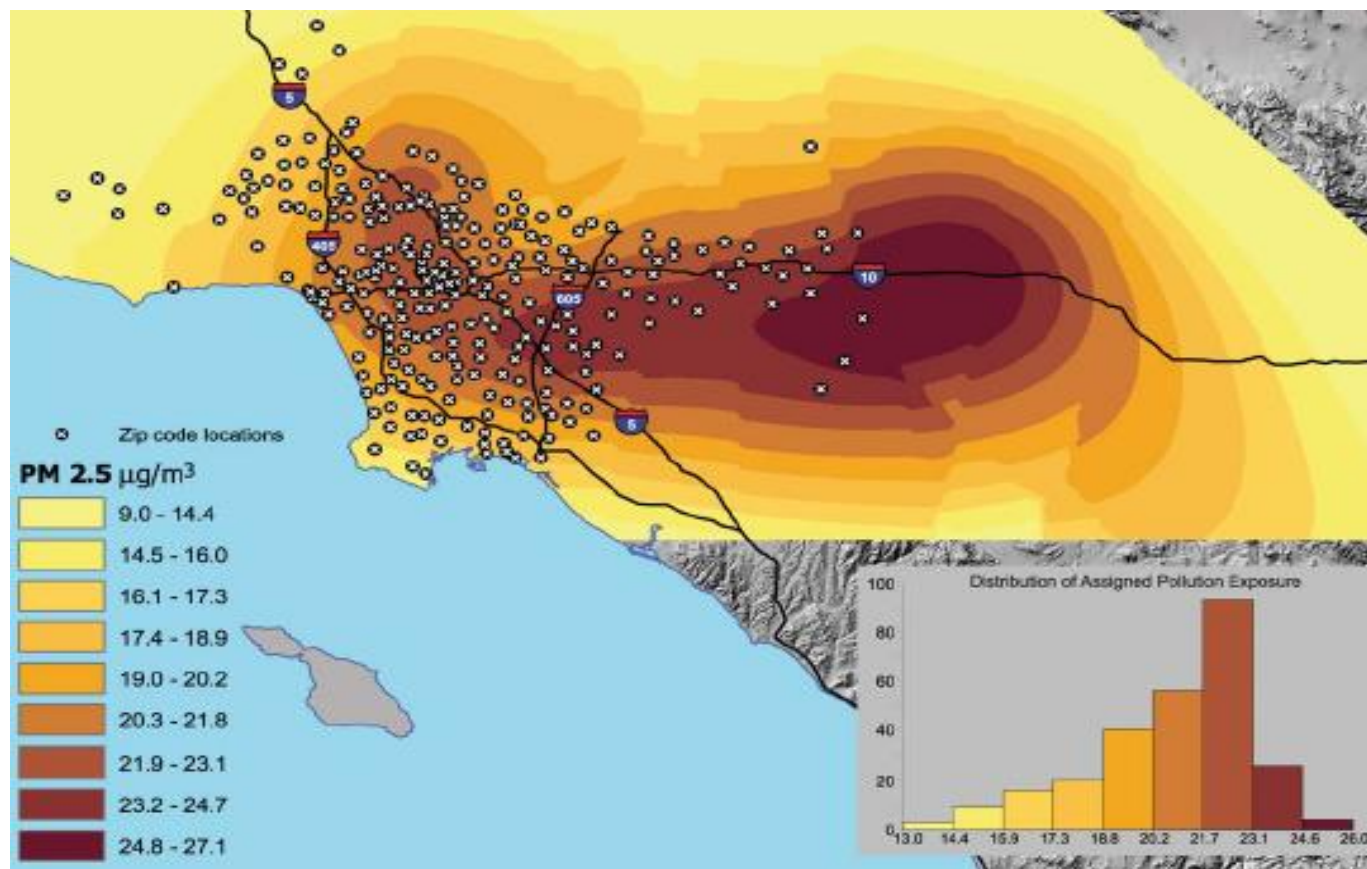 5
405
605
10
5
Zip code locations
PM 2.5 µg/m³
9.0 - 14.4
14.5 - 16.0
16.1 - 17.3
17.4 - 18.9
19.0 - 20.2
20.3 - 21.8
21.9 - 23.1
23.2 - 24.7
24.8 - 27.1
Distribution of Assigned Pollution Exposure
100
80
60
40
20
0
13.0 14.4 15.9 17.3 18.8 20.2 21.7 23.1 24.6 26.0